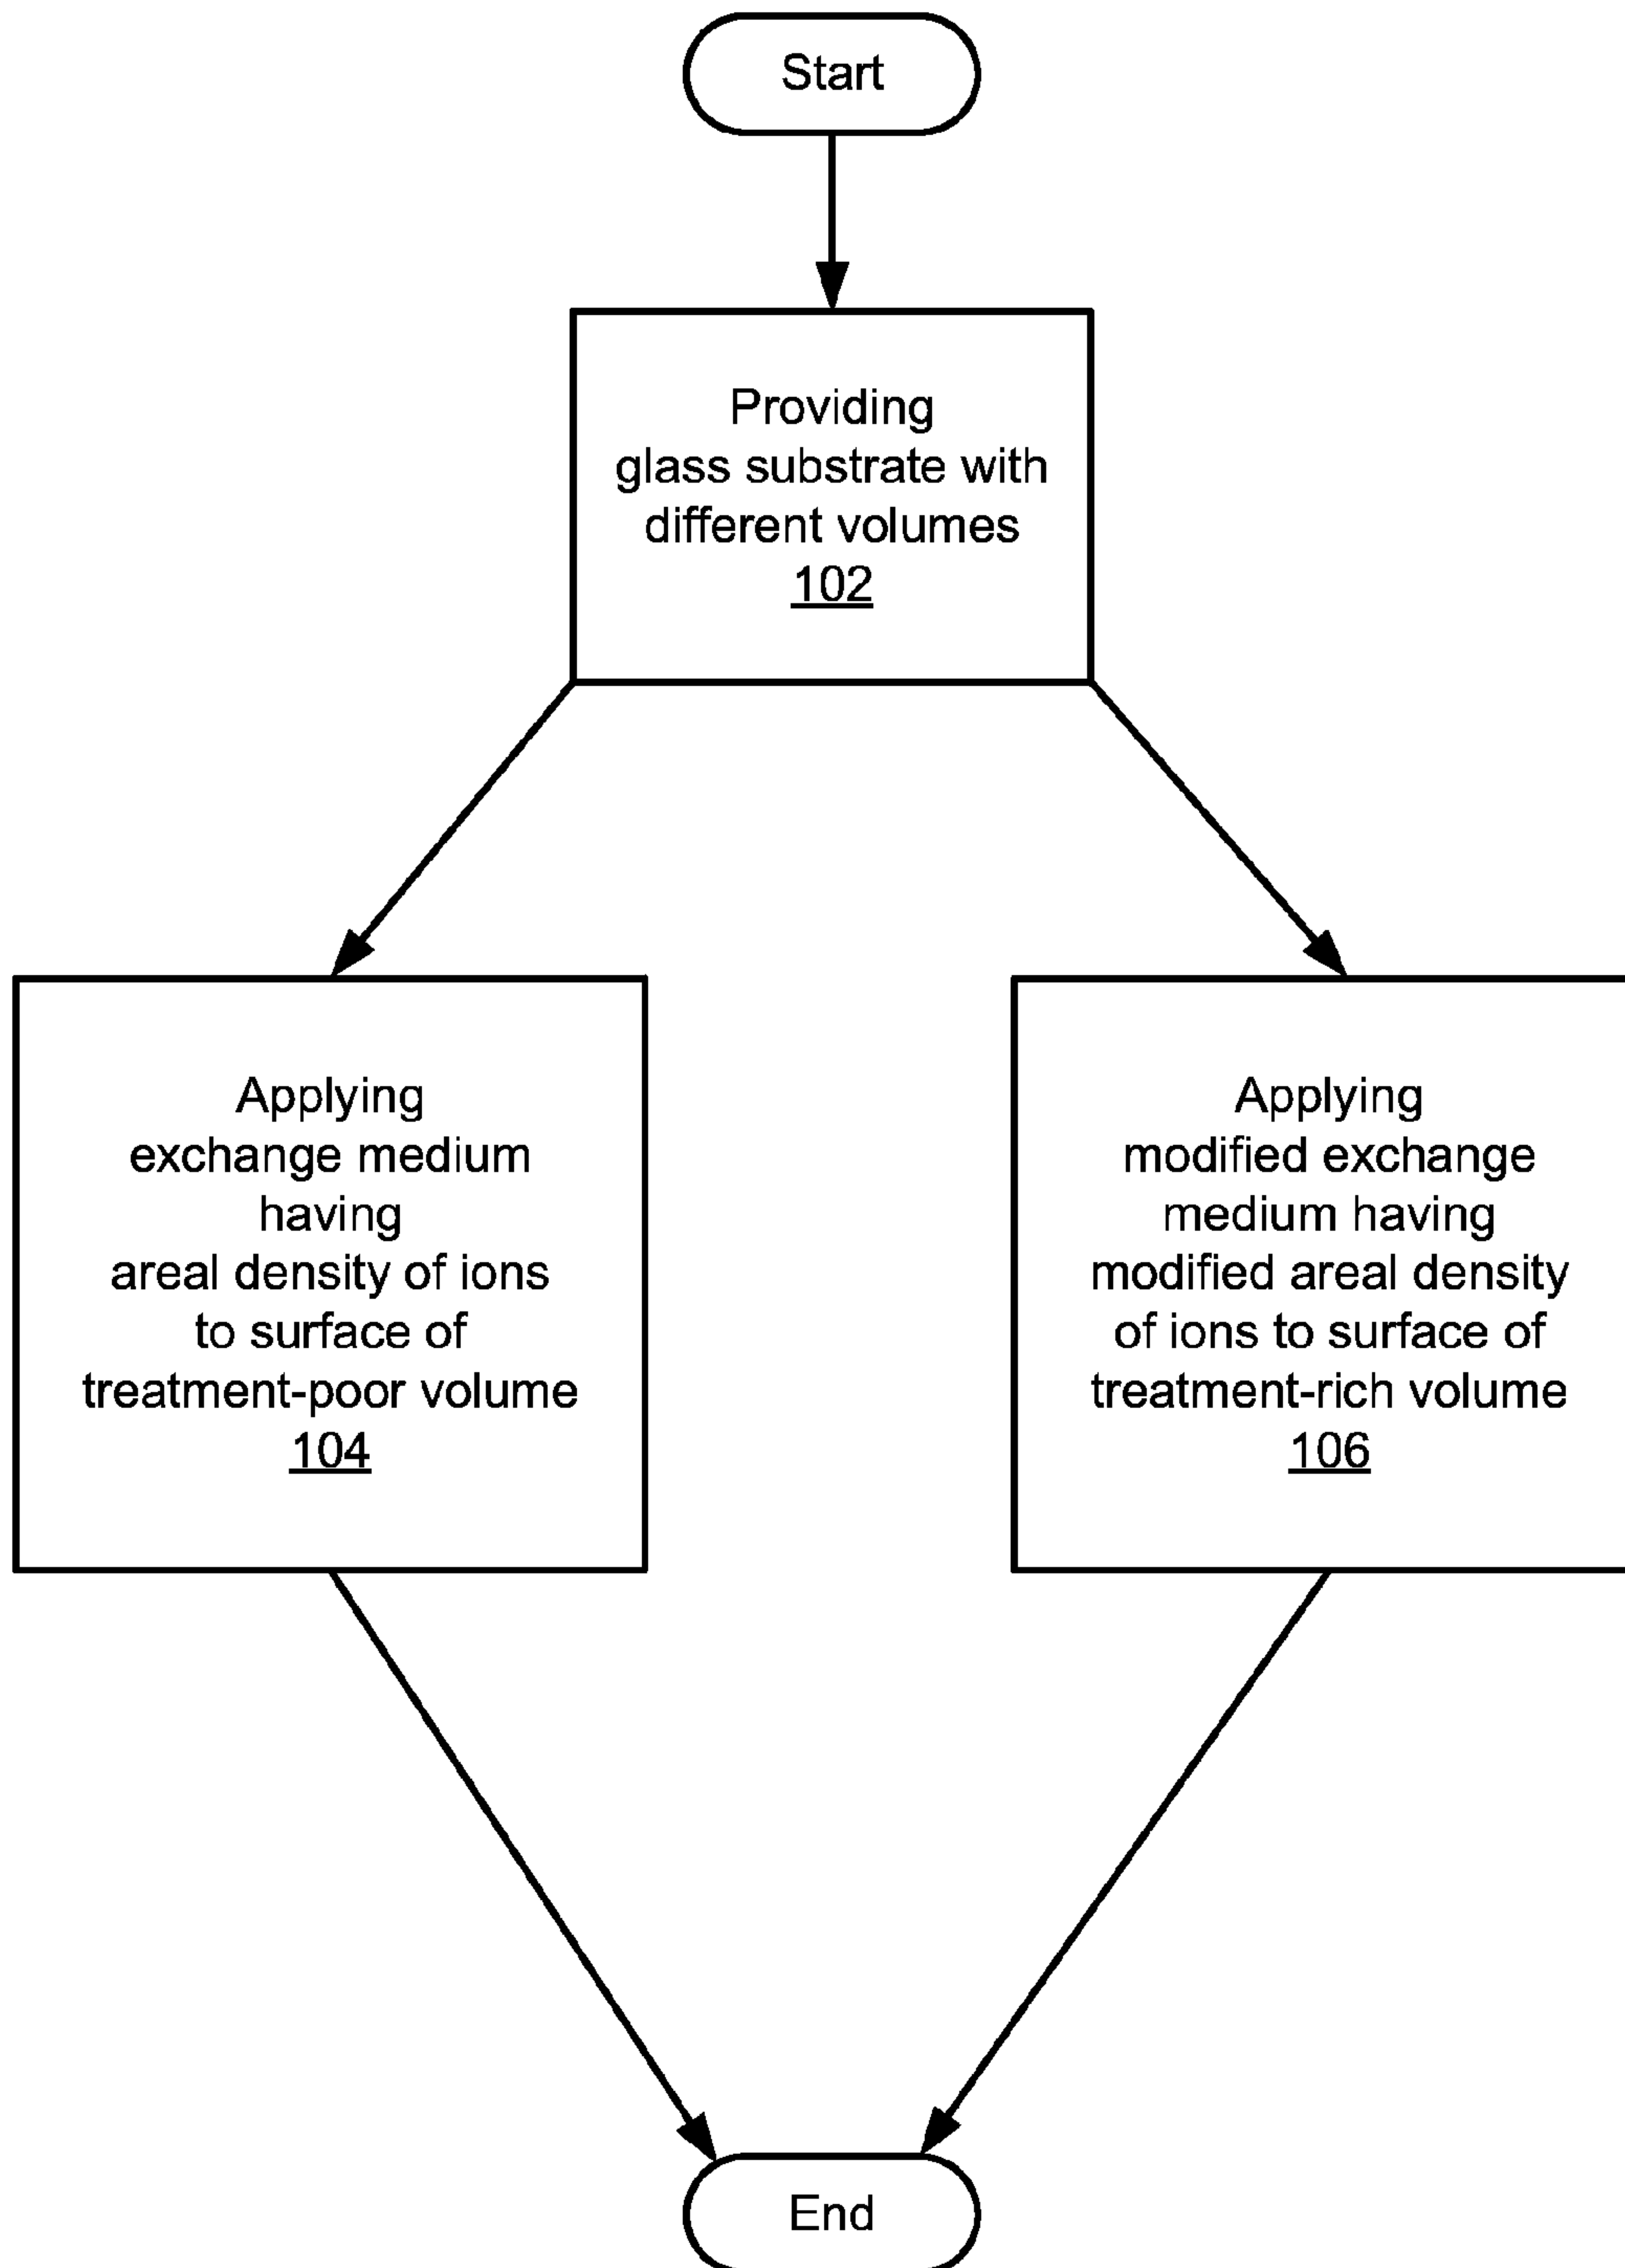 Start
Providing
glass substrate with
different volumes
102
Applying
exchange medium
having
areal density of ions
to surface of
treatment-poor volume
104
Applying
modified exchange
medium having
modified areal density
of ions to surface of
treatment-rich volume
106
End